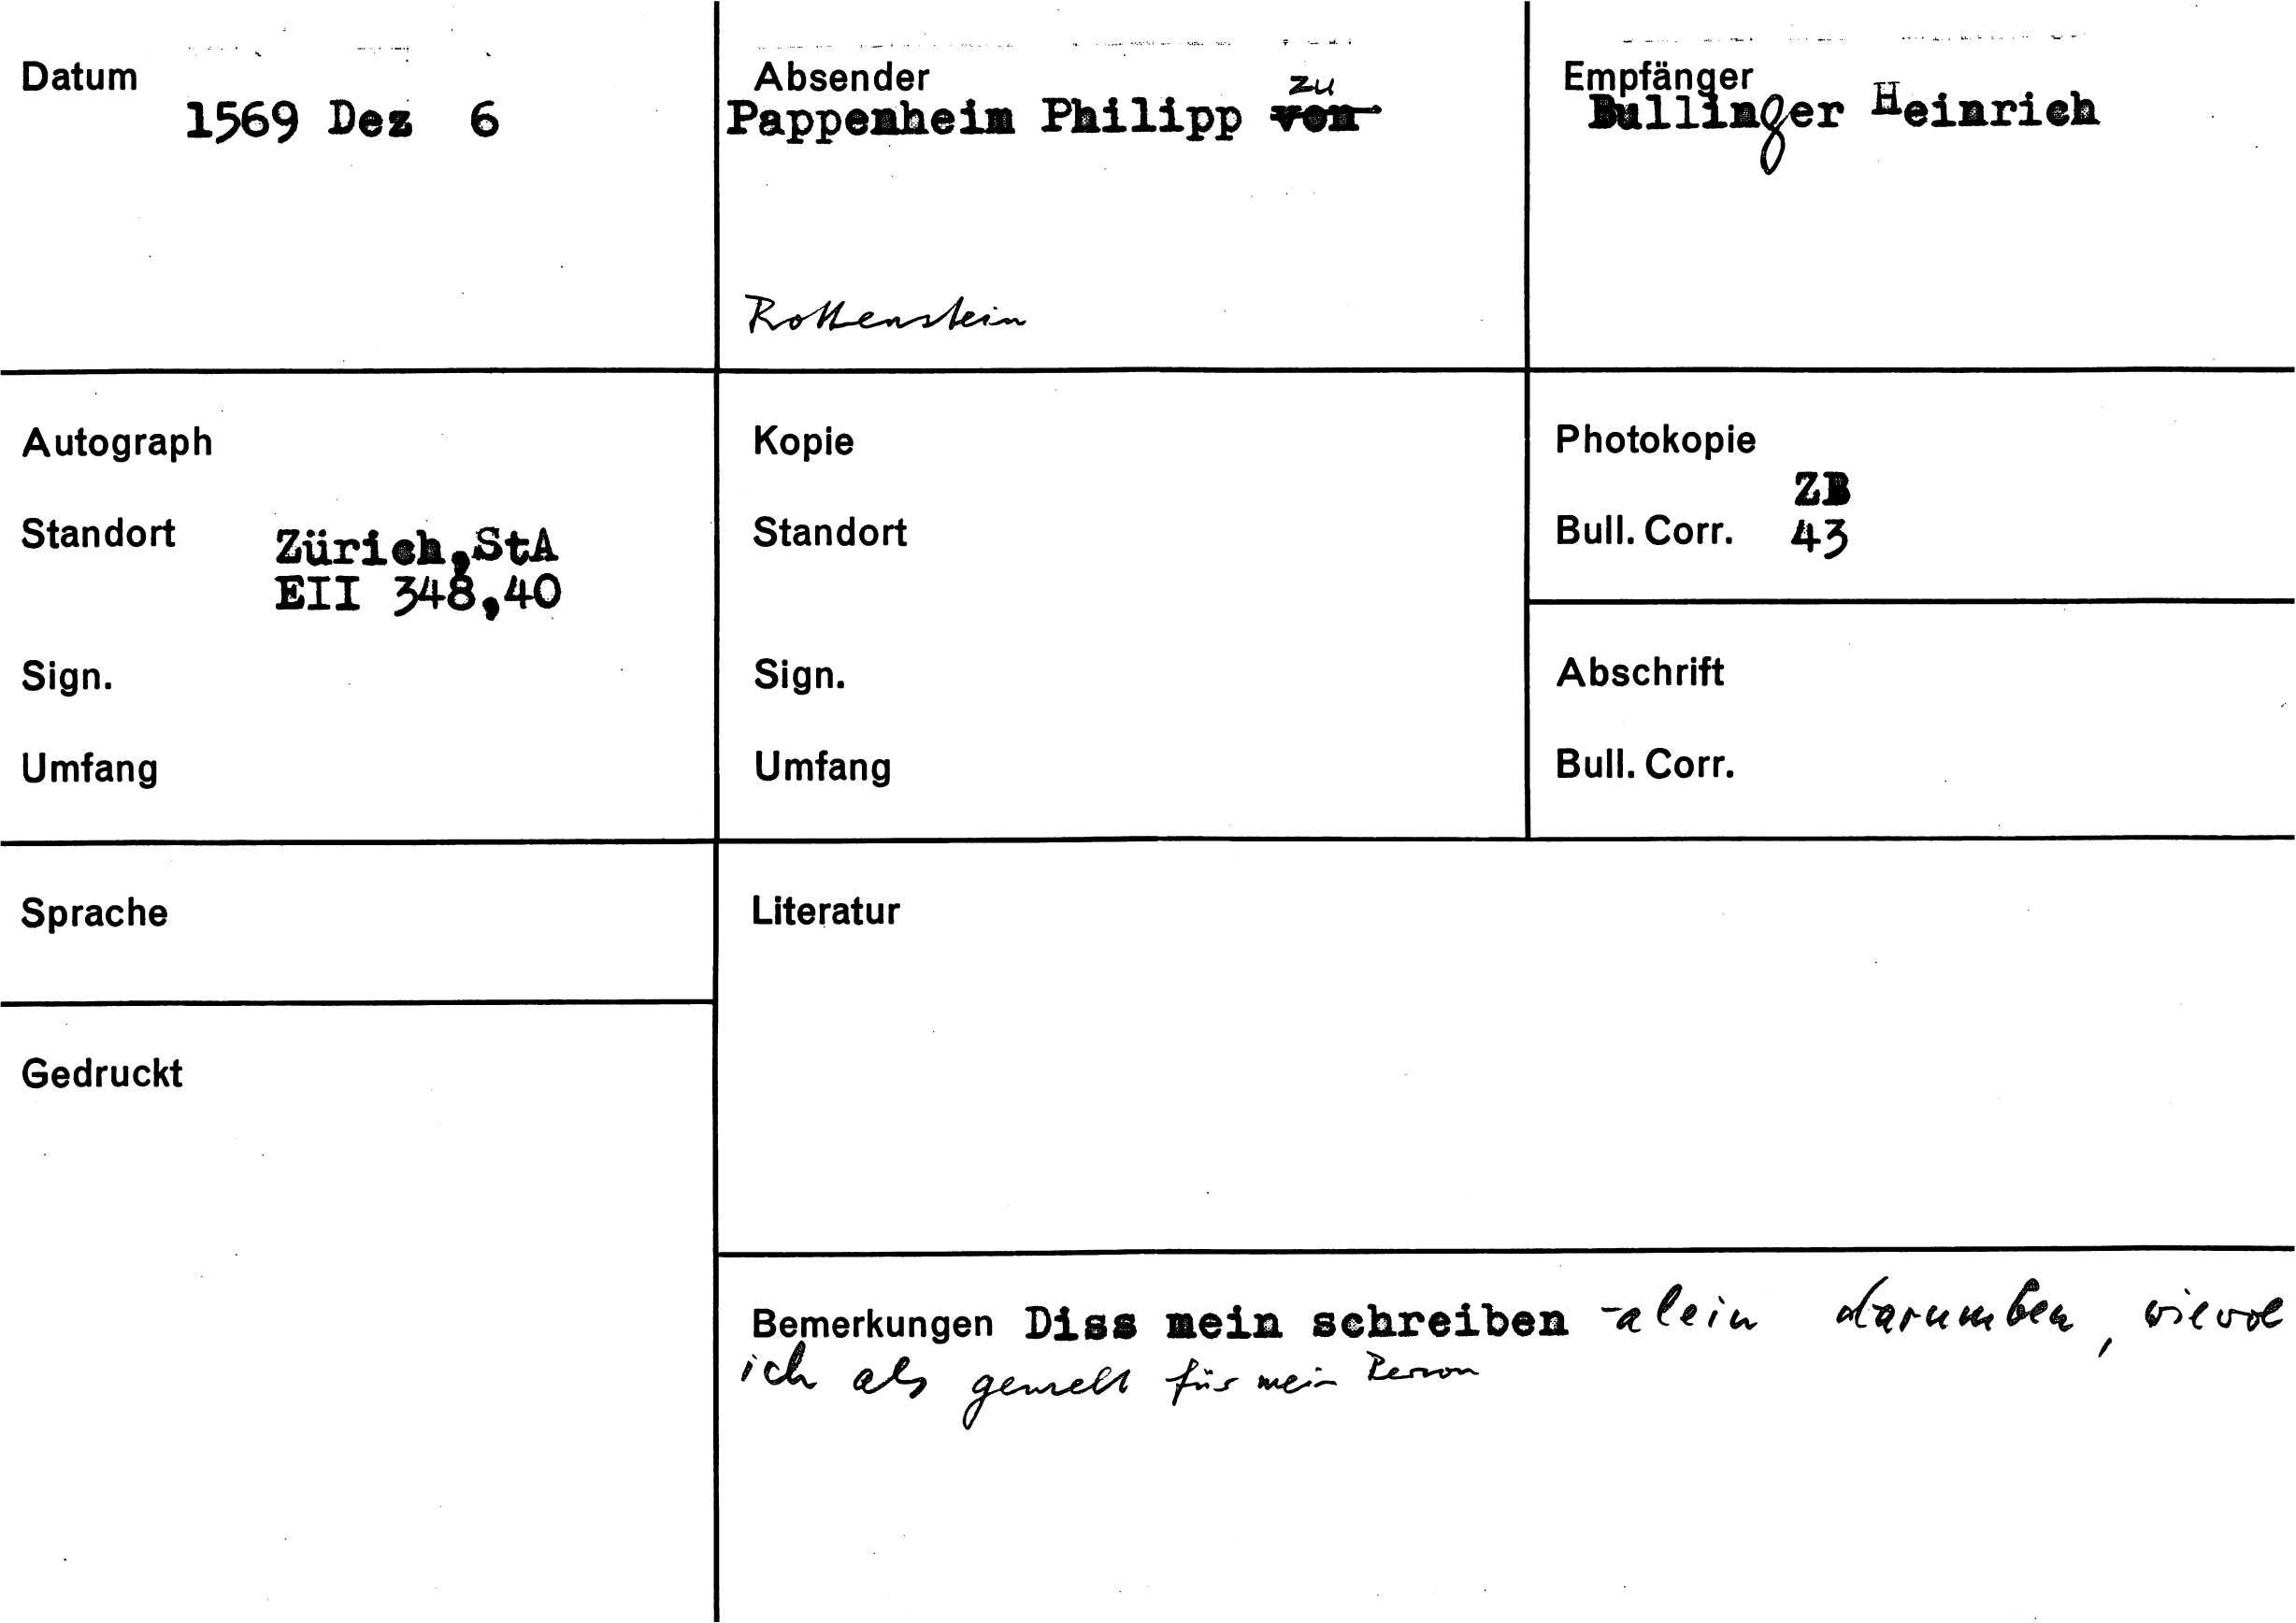 Datum
1569 Dez 6
Absender
zu
Pappenheim Philipp von
Rottenstein
Empfänger
Bullinger Heinrich
Autograph
Standort
Zürich,StA
EII 348,40
Sign.
Umfang
Kopie
Standort
Sign.
Umfang
Photokopie
ZB
Bull. Corr. 43
Abschrift
Bull. Corr.
Sprache
Gedruckt
Literatur
Bemerkungen Diss mein schreiben - alein darumben, wievol
ich als gemelt für mein Person